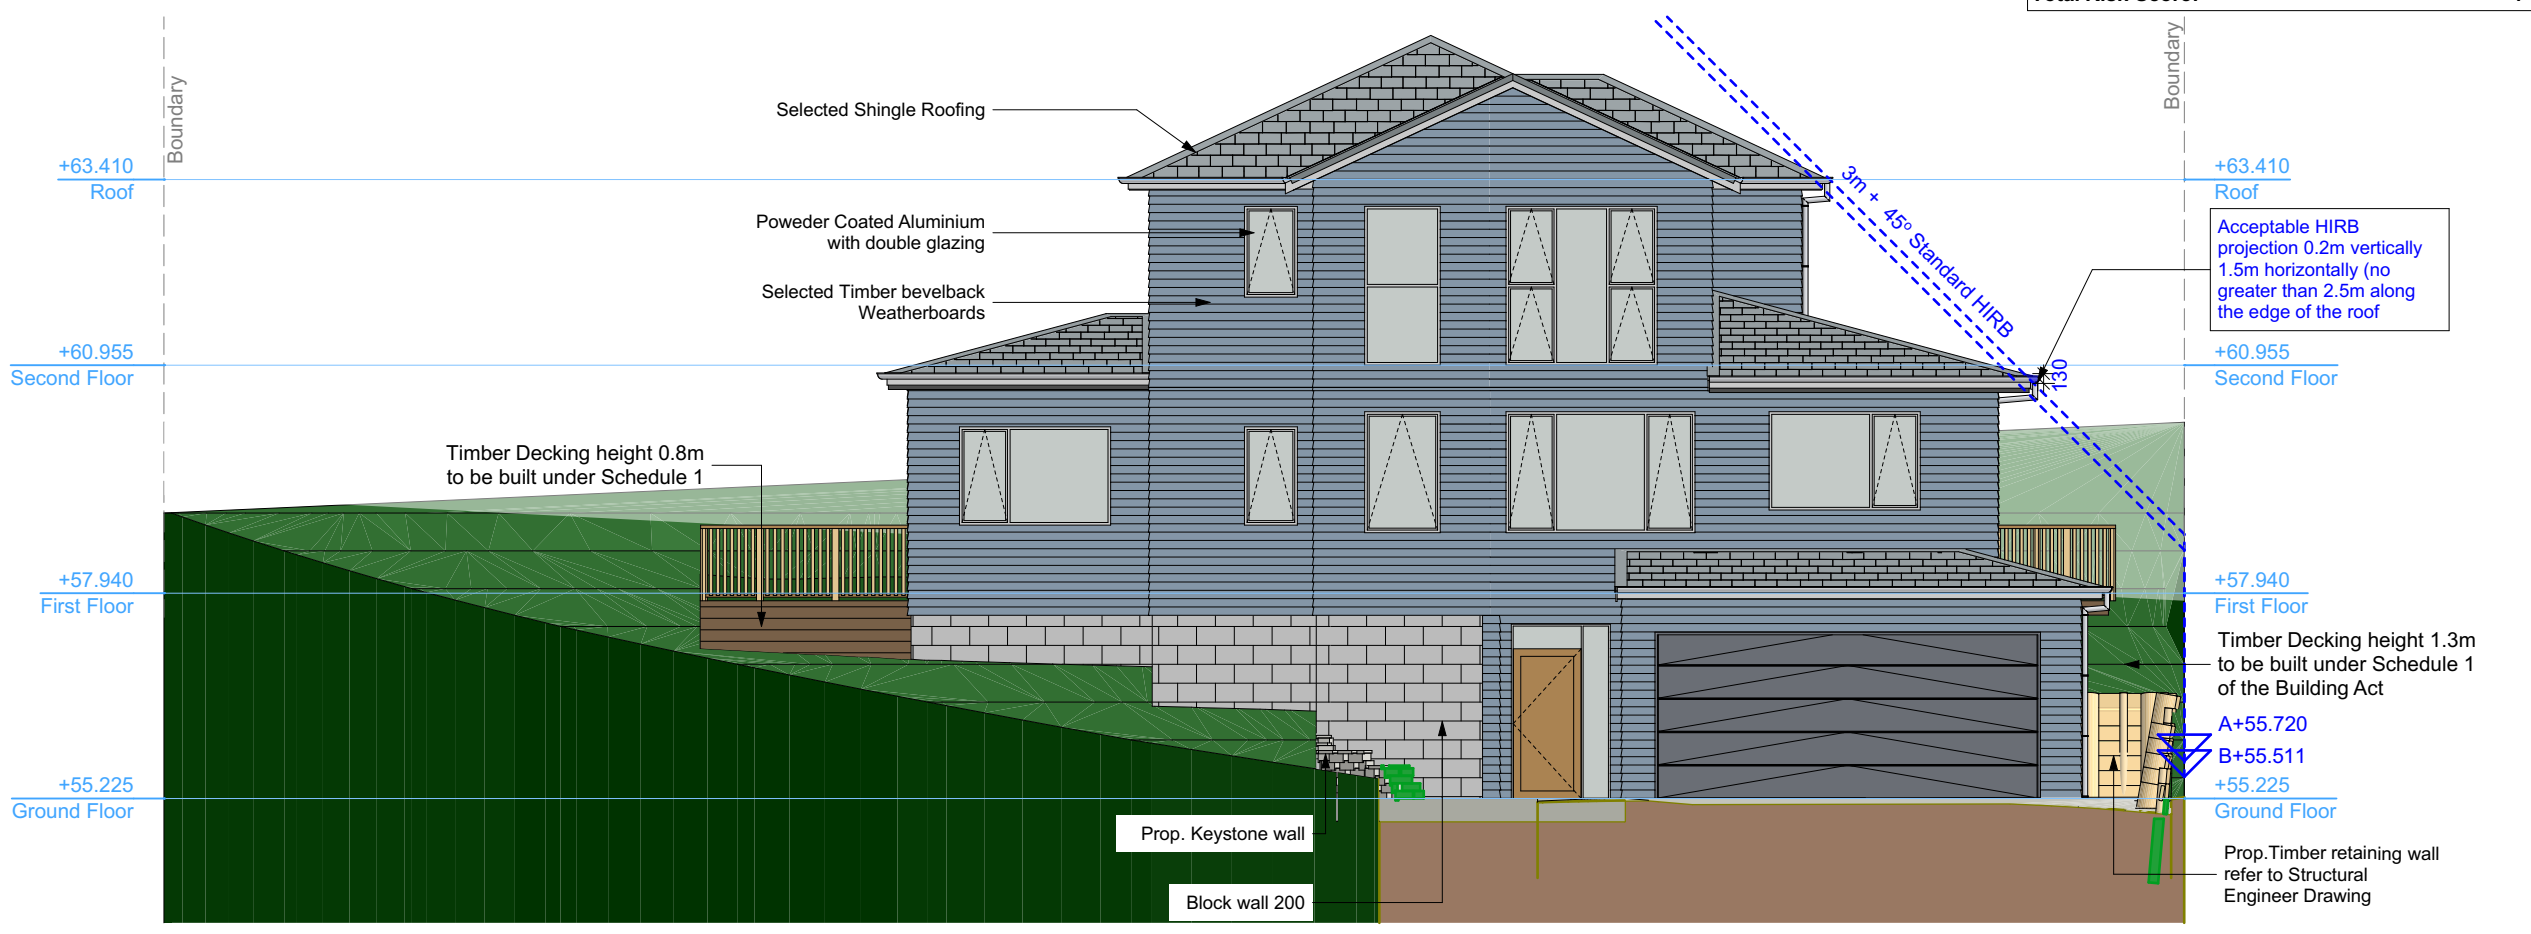 Total Risk Score:
Boundary
Boundary
Selected Shingle Roofing
+63.410
Roof
+63.410
Roof
3m + 45º Standard HIRB
Poweder Coated Aluminium
with double glazing
Acceptable HIRB
projection 0.2m vertically
1.5m horizontally (no
greater than 2.5m along
the edge of the roof
Selected Timber bevelback
Weatherboards
+60.955
Second Floor
+60.955
Second Floor
130
Timber Decking height 0.8m
to be built under Schedule 1
+57.940
First Floor
+57.940
First Floor
Timber Decking height 1.3m
to be built under Schedule 1
of the Building Act
A+55.720
B+55.511
+55.225
Ground Floor
+55.225
Ground Floor
Prop. Keystone wall
Prop.Timber retaining wall
refer to Structural
Engineer Drawing
Block wall 200